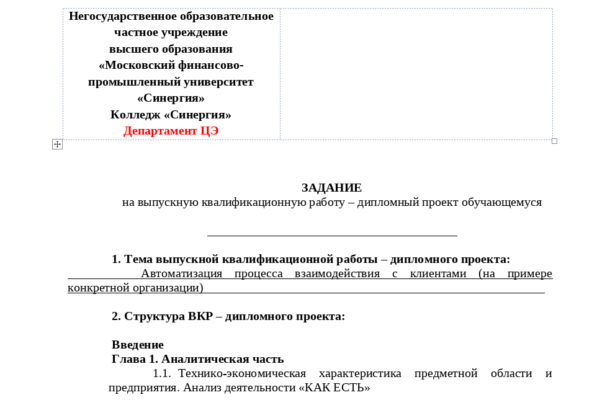 Негосударственное образовательное
частное учреждение
высшего образования
«Московский финансово-
промышленный университет
«Синергия»
Колледж «Синергия»
Департамент ЦЭ
ЗАДАНИЕ
на выпускную квалификационную работу – дипломный проект обучающемуся
1. Тема выпускной квалификационной работы – дипломного проекта:
Автоматизация процесса взаимодействия с клиентами (на примере
конкретной организации)
2. Структура ВКР – дипломного проекта:
Введение
Глава 1. Аналитическая часть
1.1. Технико-экономическая характеристика предметной области и
предприятия. Анализ деятельности «КАК ЕСТЬ»